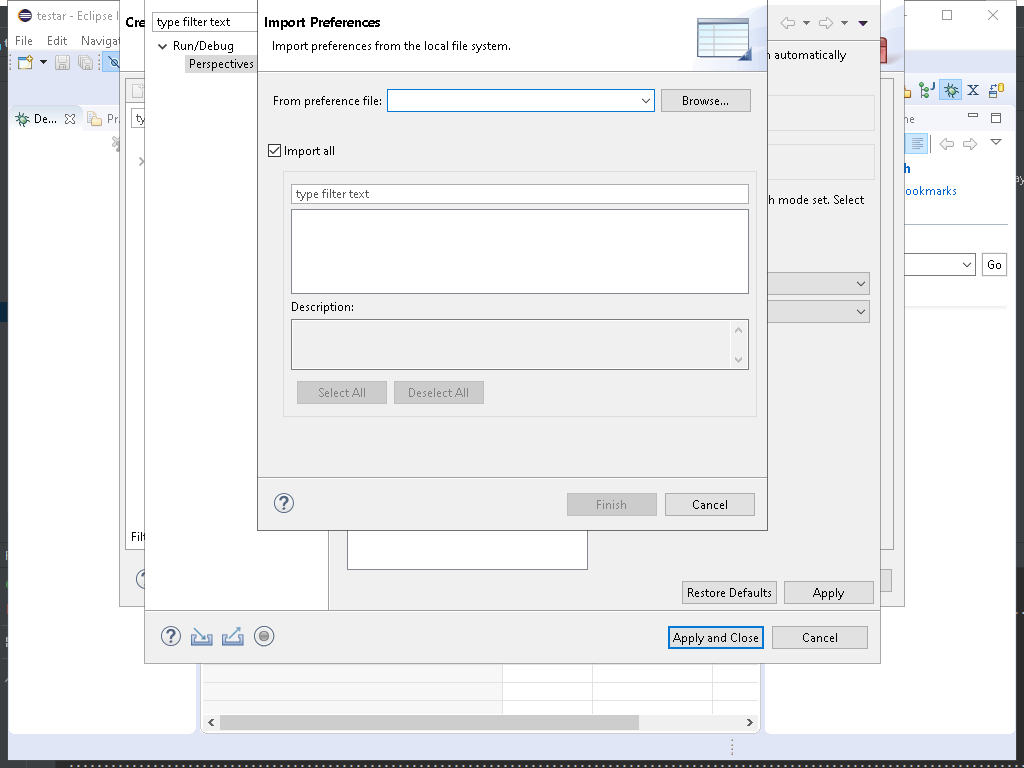 testar - Eclipse I
File Edit Navigat
Cre
type filter text
Run/Debug
Perspectives
Import Preferences
Import preferences from the local file system.
automatically
From preference file:
Browse...
De...
Pr
ty
ne
Import all
h
type filter text
ookmarks
h mode set. Select
Go
Description:
Select All
Deselect All
Finish
Cancel
Filt
Restore Defaults
Apply
Apply and Close
Cancel